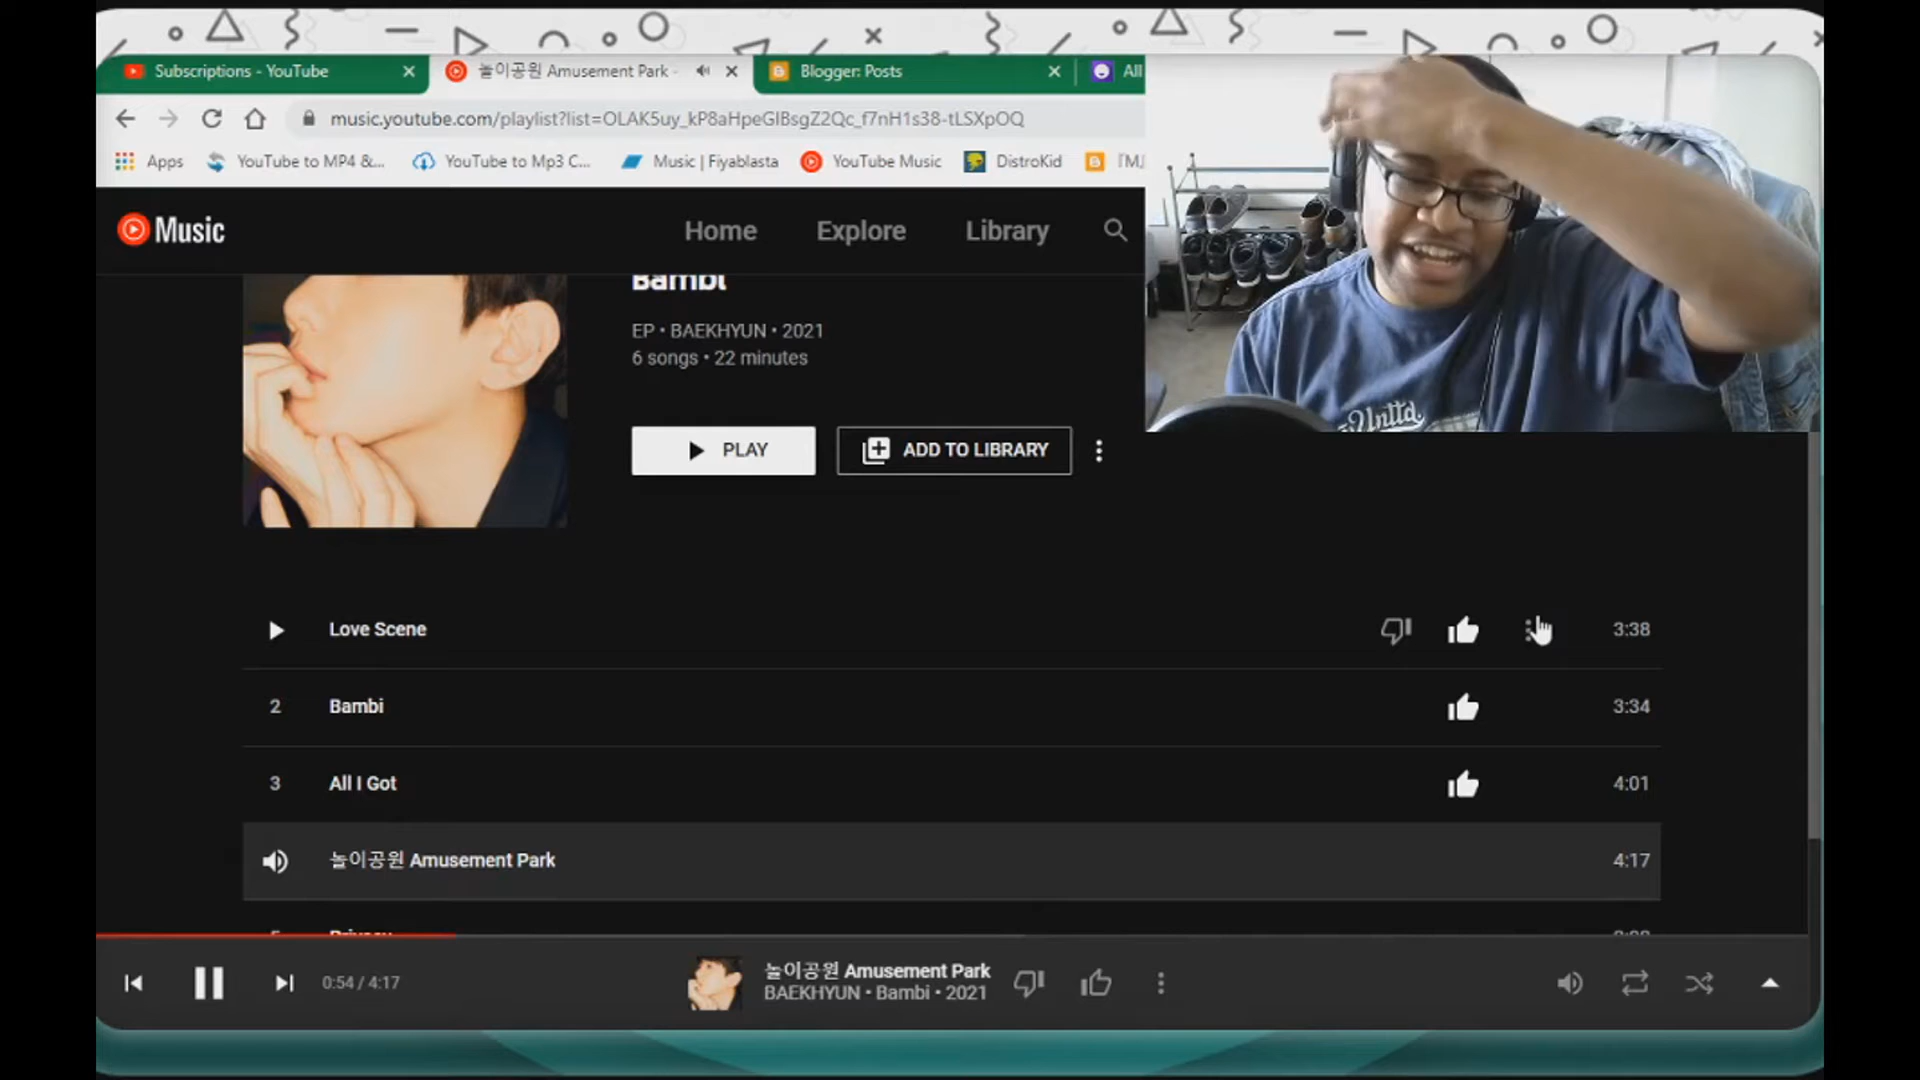 Subscriptions - YouTube
놀이공원 Amusement Park -
Blogger: Posts
All
music.youtube.com/playlist?list=OLAK5uy_kP8aHpeGlBsgZ2Qc_f7nH1s38-tLSXpOQ
Apps
YouTube to MP4 &...
YouTube to Mp3 C...
Music | Fiyablasta
YouTube Music
DistroKid
Music
Home
Explore
Library
Bambi
EP • BAEKHYUN • 2021
6 songs • 22 minutes
PLAY
ADD TO LIBRARY
Unttd.
Love Scene
3:38
2
Bambi
3:34
3
All I Got
4:01
놀이공원 Amusement Park
4:17
0:54 / 4:17
놀이공원 Amusement Park
BAEKHYUN • Bambi • 2021